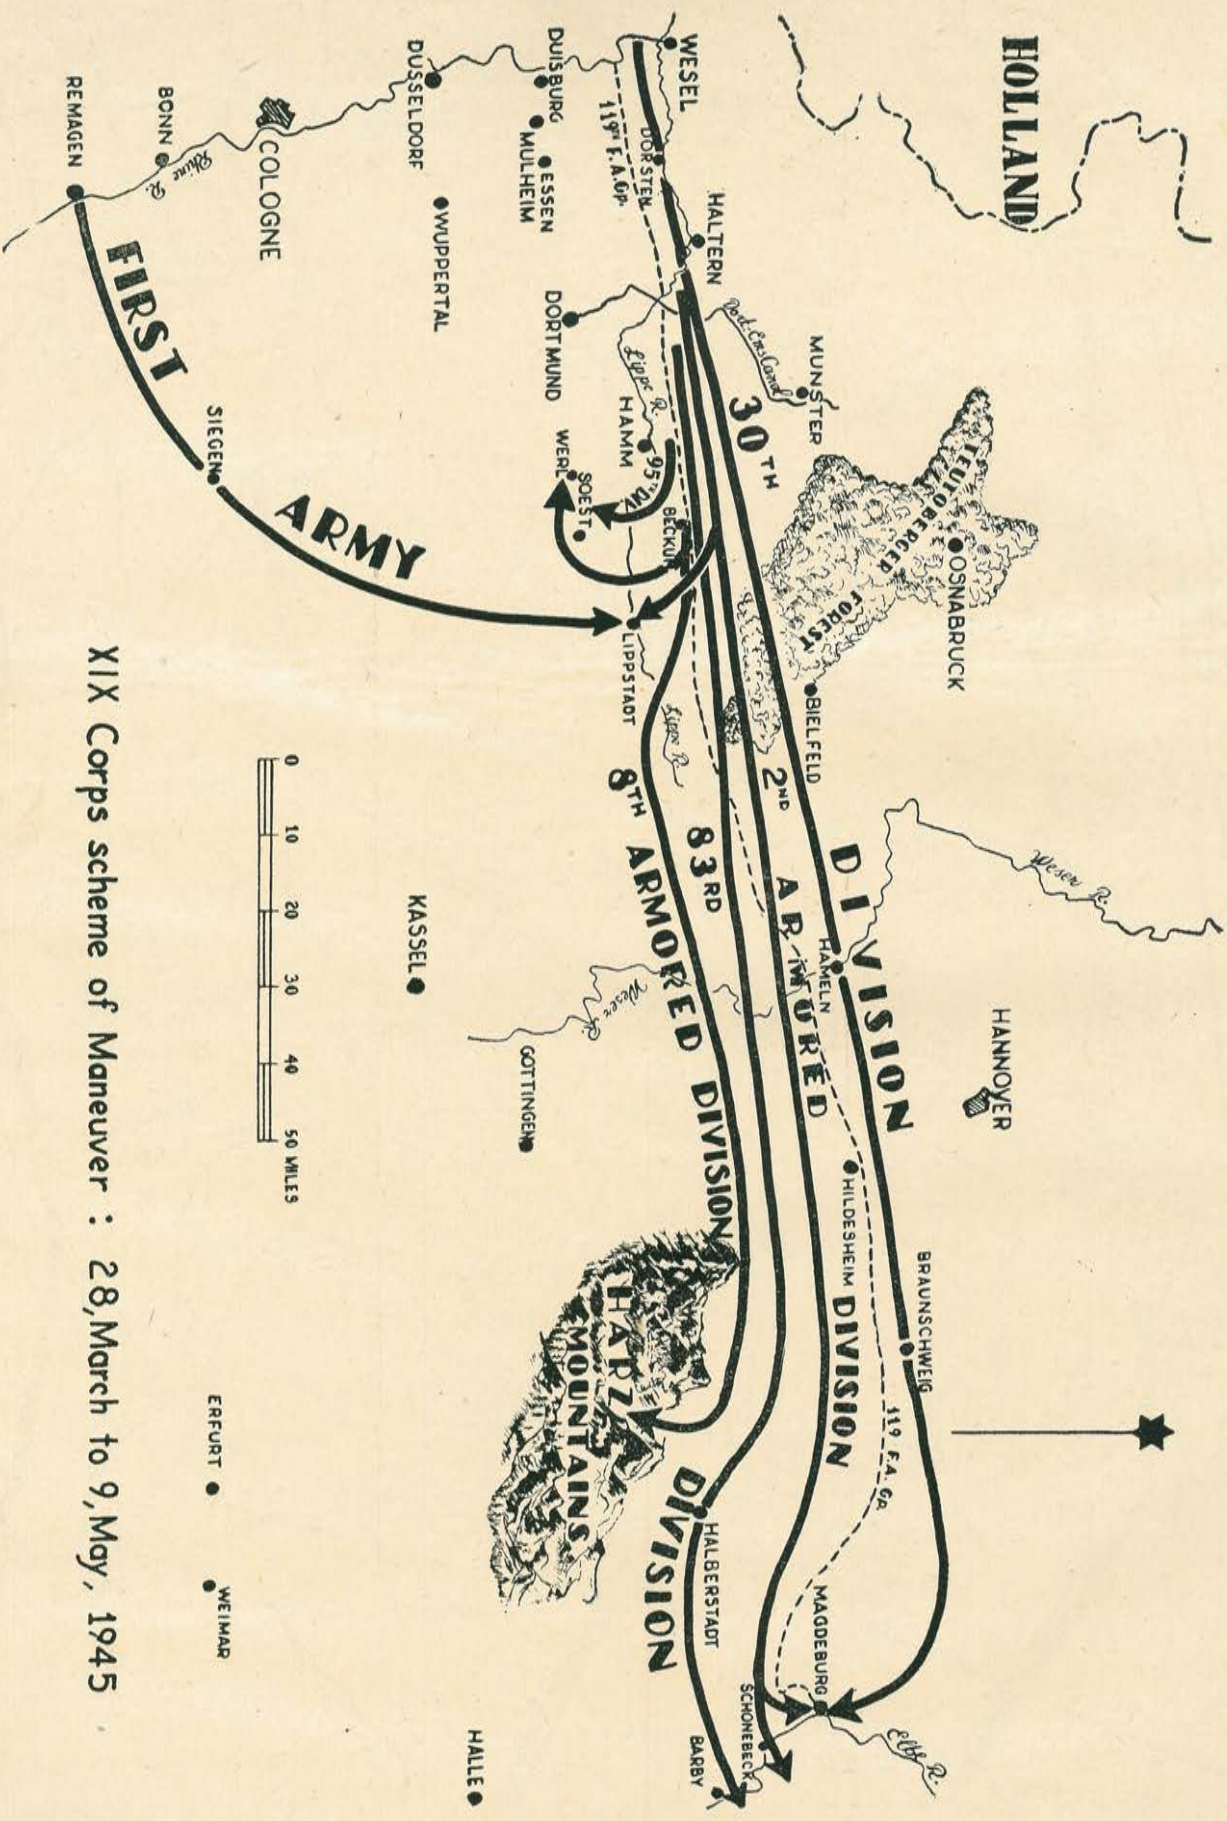 HOLLAND
WESEL
DORSTEN
119TH F.A.Gp.
HALTERN
DUISBURG
MULHEIM
ESSEN
DUSSELDORF
WUPPERTAL
COLOGNE
BONN
Rhine R.
REMAGEN
FIRST ARMY
SIEGEN
DORTMUND
Dort-Ems Canal
MUNSTER
Lippe R.
HAMM
95TH DIV
WERL
SOEST
BECKUM
LIPPSTADT
Lippe R.
TEUTOBERGER FOREST
OSNABRUCK
BIELFELD
30TH DIVISION
2ND ARMORED DIVISION
83RD DIVISION
8TH ARMORED DIVISION
Weser R.
HAMELN
HANNOVER
Weser R.
KASSEL
GOTTINGEN
HILDESHEIM
BRAUNSCHWEIG
119 F.A. GP.
HARZ MOUNTAINS
HALBERSTADT
MAGDEBURG
SCHONEBECK
BARBY
Elbe R.
HALLE
ERFURT
WEIMAR
0 10 20 30 40 50 MILES
XIX Corps scheme of Maneuver : 28,March to 9,May, 1945